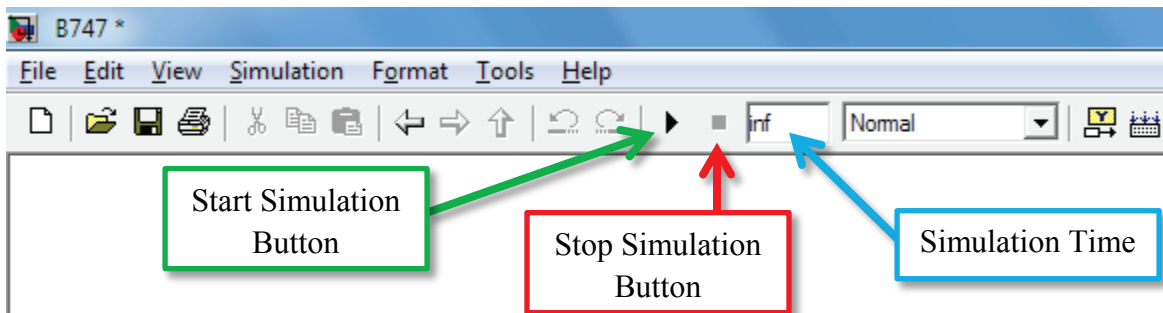 B747 *
File Edit View Simulation Format Tools Help
inf Normal
Start Simulation
Button
Stop Simulation
Button
Simulation Time